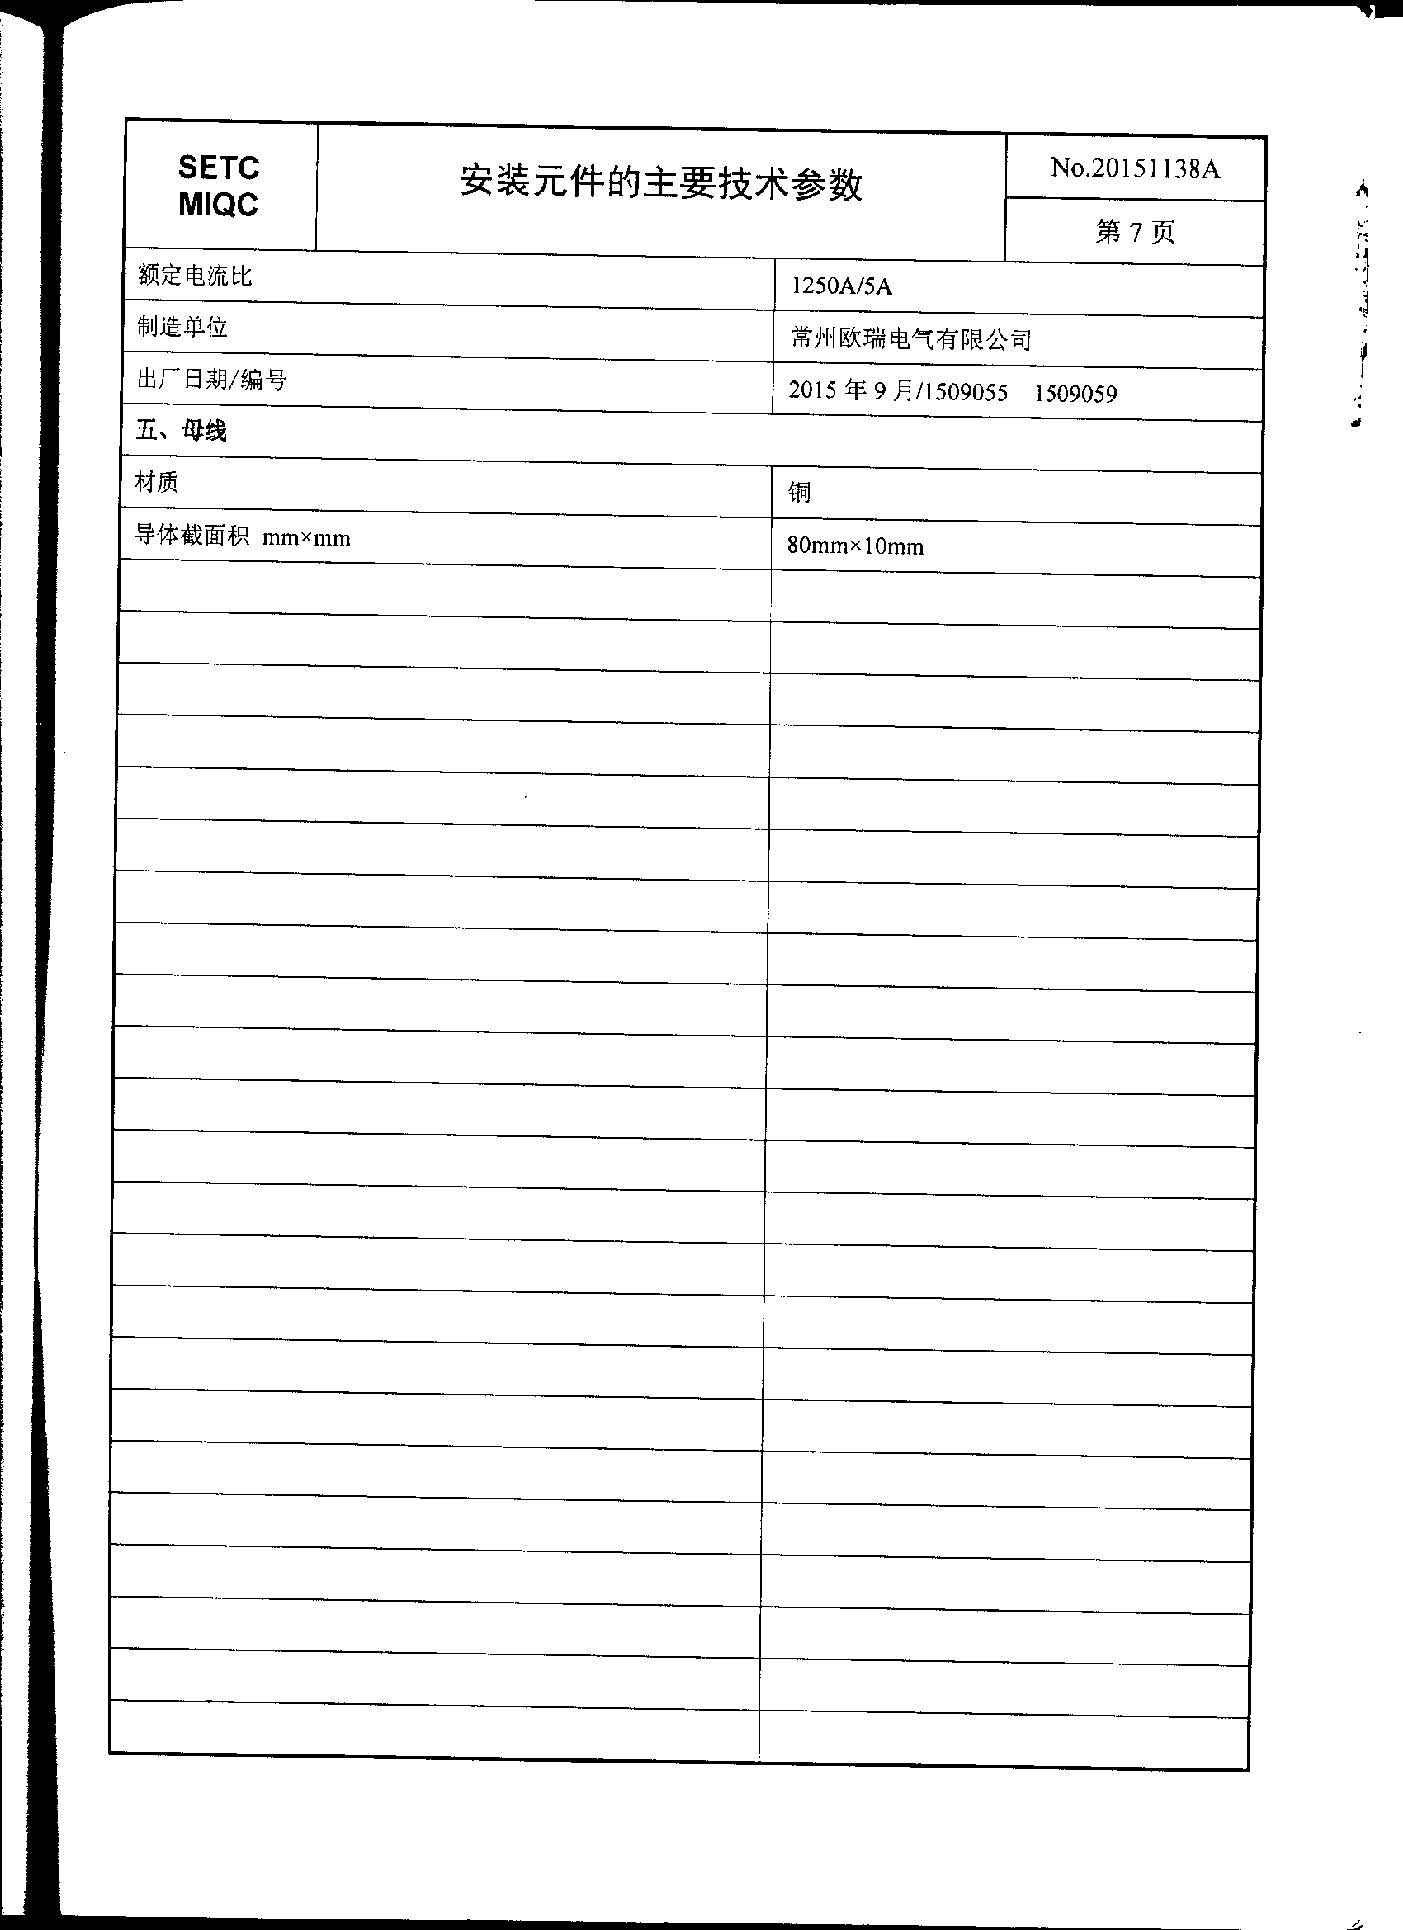 SETC
MIQC
安装元件的主要技术参数
No.20151138A
第 7 页
额定电流比 1250A/5A
制造单位 常州欧瑞电气有限公司
出厂日期/编号 2015 年 9 月/1509055 1509059
五、母线
材质 铜
导体截面积 mm×mm 80mm×10mm